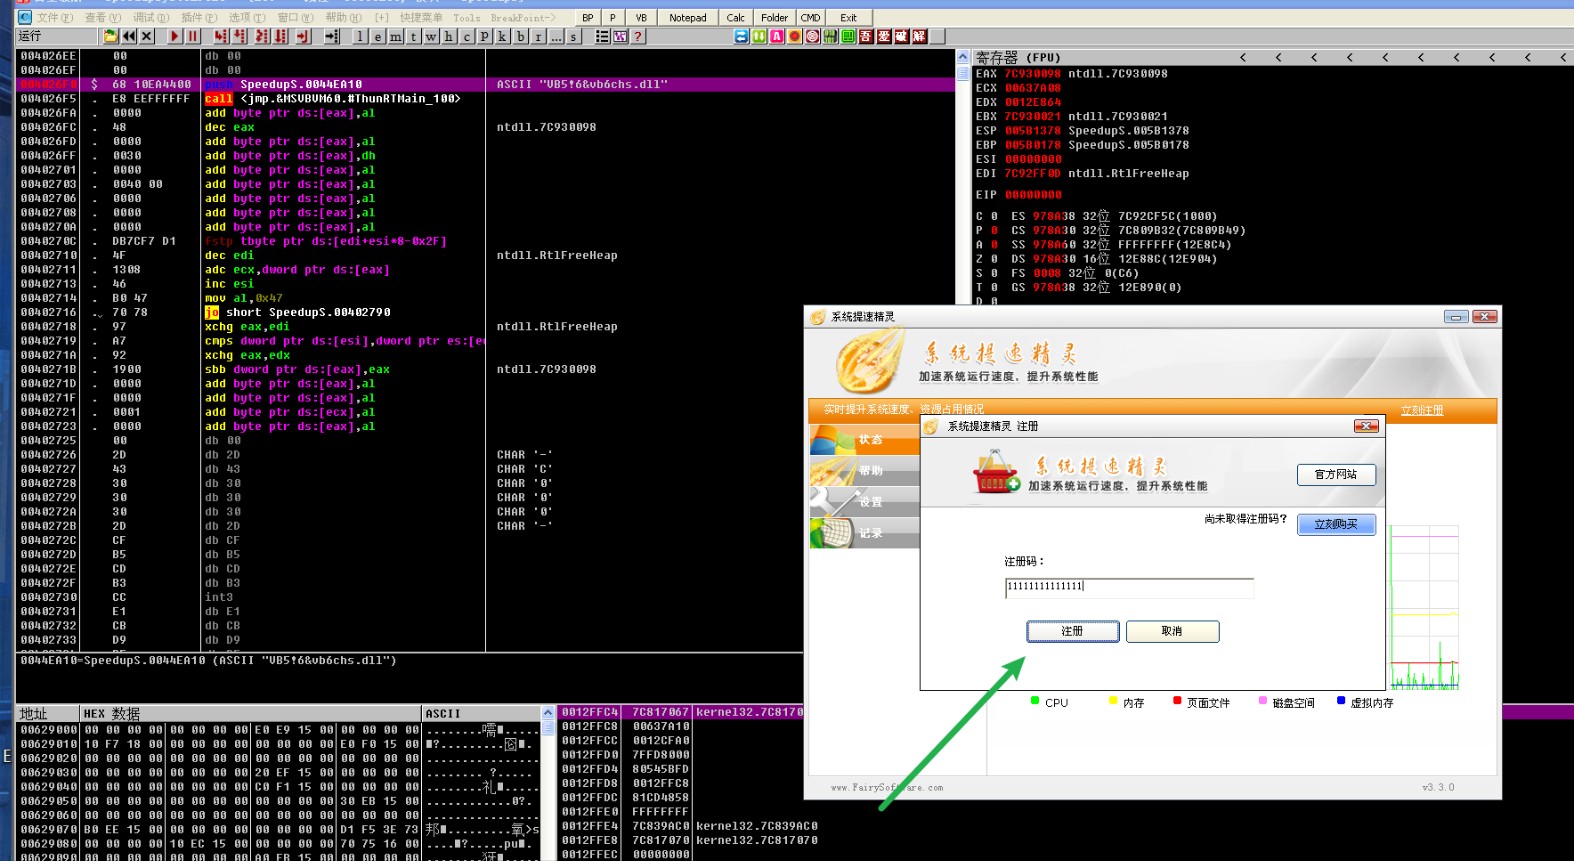 文件(F) 查看(V) 调试(D) 插件(P) 选项(T) 窗口(W) 帮助(H) [+] 快捷菜单 Tools BreakPoint-> BP P VB Notepad Calc Folder CMD Exit
运行 l e m t w h c P k b r ... s ? 吾 爱 破 解
004026EE 00 db 00
004026EF 00 db 00
004026F0 $ 68 10EA4400 push SpeedupS.0044EA10 ASCII "VB5!6&vb6chs.dll"
004026F5 . E8 EEFFFFFF call <jmp.&MSVBVM60.#ThunRTMain_100>
004026FA . 0000 add byte ptr ds:[eax],al
004026FC . 48 dec eax ntdll.7C930098
004026FD . 0000 add byte ptr ds:[eax],al
004026FF . 0030 add byte ptr ds:[eax],dh
00402701 . 0000 add byte ptr ds:[eax],al
00402703 . 0040 00 add byte ptr ds:[eax],al
00402706 . 0000 add byte ptr ds:[eax],al
00402708 . 0000 add byte ptr ds:[eax],al
0040270A . 0000 add byte ptr ds:[eax],al
0040270C . DB7CF7 D1 fstp tbyte ptr ds:[edi+esi*8-0x2F]
00402710 . 4F dec edi ntdll.RtlFreeHeap
00402711 . 1308 adc ecx,dword ptr ds:[eax]
00402713 . 46 inc esi
00402714 . B0 47 mov al,0x47
00402716 . 70 78 jo short SpeedupS.00402790
00402718 . 97 xchg eax,edi ntdll.RtlFreeHeap
00402719 . A7 cmps dword ptr ds:[esi],dword ptr es:[e
0040271A . 92 xchg eax,edx
0040271B . 1900 sbb dword ptr ds:[eax],eax ntdll.7C930098
0040271D . 0000 add byte ptr ds:[eax],al
0040271F . 0000 add byte ptr ds:[eax],al
00402721 . 0001 add byte ptr ds:[ecx],al
00402723 . 0000 add byte ptr ds:[eax],al
00402725 00 db 00
00402726 2D db 2D CHAR '-'
00402727 43 db 43 CHAR 'C'
00402728 30 db 30 CHAR '0'
00402729 30 db 30 CHAR '0'
0040272A 30 db 30 CHAR '0'
0040272B 2D db 2D CHAR '-'
0040272C CF db CF
0040272D B5 db B5
0040272E CD db CD
0040272F B3 db B3
00402730 CC int3
00402731 E1 db E1
00402732 CB db CB
00402733 D9 db D9
0044EA10=SpeedupS.0044EA10 (ASCII "VB5!6&vb6chs.dll")
寄存器 (FPU) < < < < < < < < < <
EAX 7C930098 ntdll.7C930098
ECX 00637A08
EDX 0012E864
EBX 7C930021 ntdll.7C930021
ESP 005B1378 SpeedupS.005B1378
EBP 005B0178 SpeedupS.005B0178
ESI 00000000
EDI 7C92FF0D ntdll.RtlFreeHeap
EIP 00000000
C 0 ES 978A38 32位 7C92CF5C(1000)
P 0 CS 978A30 32位 7C809B32(7C809B49)
A 0 SS 978A60 32位 FFFFFFFF(12E8C4)
Z 0 DS 978A30 16位 12E88C(12E904)
S 0 FS 0008 32位 0(C6)
T 0 GS 978A38 32位 12E890(0)
D 0
系统提速精灵
系统提速精灵
加速系统运行速度、提升系统性能
实时提升系统速度、资源占用情况 立刻注册
状态
帮助
设置
记录
系统提速精灵 注册
系统提速精灵
加速系统运行速度、提升系统性能
官方网站
尚未取得注册码? 立刻购买
注册码:
11111111111111
注册 取消
CPU 内存 页面文件 磁盘空间 虚拟内存
www.FairySoftware.com v3.3.0
地址 HEX 数据 ASCII
00629000 00 00 00 00 00 00 00 00 E0 E9 15 00 00 00 00 00
00629010 10 F7 18 00 00 00 00 00 00 00 00 00 E0 F0 15 00
00629020 00 00 00 00 00 00 00 00 00 00 00 00 00 00 00 00
00629030 00 00 00 00 00 00 00 00 20 EF 15 00 00 00 00 00
00629040 00 00 00 00 00 00 00 00 C0 F1 15 00 00 00 00 00
00629050 00 00 00 00 00 00 00 00 00 00 00 00 30 EB 15 00
00629060 00 00 00 00 00 00 00 00 00 00 00 00 00 00 00 00
00629070 B0 EE 15 00 00 00 00 00 00 00 00 00 D1 F5 3E 73
00629080 00 00 00 00 10 EC 15 00 00 00 00 00 70 75 16 00
0012FFC4 7C817067 kernel32.7C81706
0012FFC8 00637A10
0012FFCC 0012CFA0
0012FFD0 7FFD8000
0012FFD4 80545BFD
0012FFD8 0012FFC8
0012FFDC 81CD4858
0012FFE0 FFFFFFFF
0012FFE4 7C839AC0 kernel32.7C839AC0
0012FFE8 7C817070 kernel32.7C817070
0012FFEC 00000000